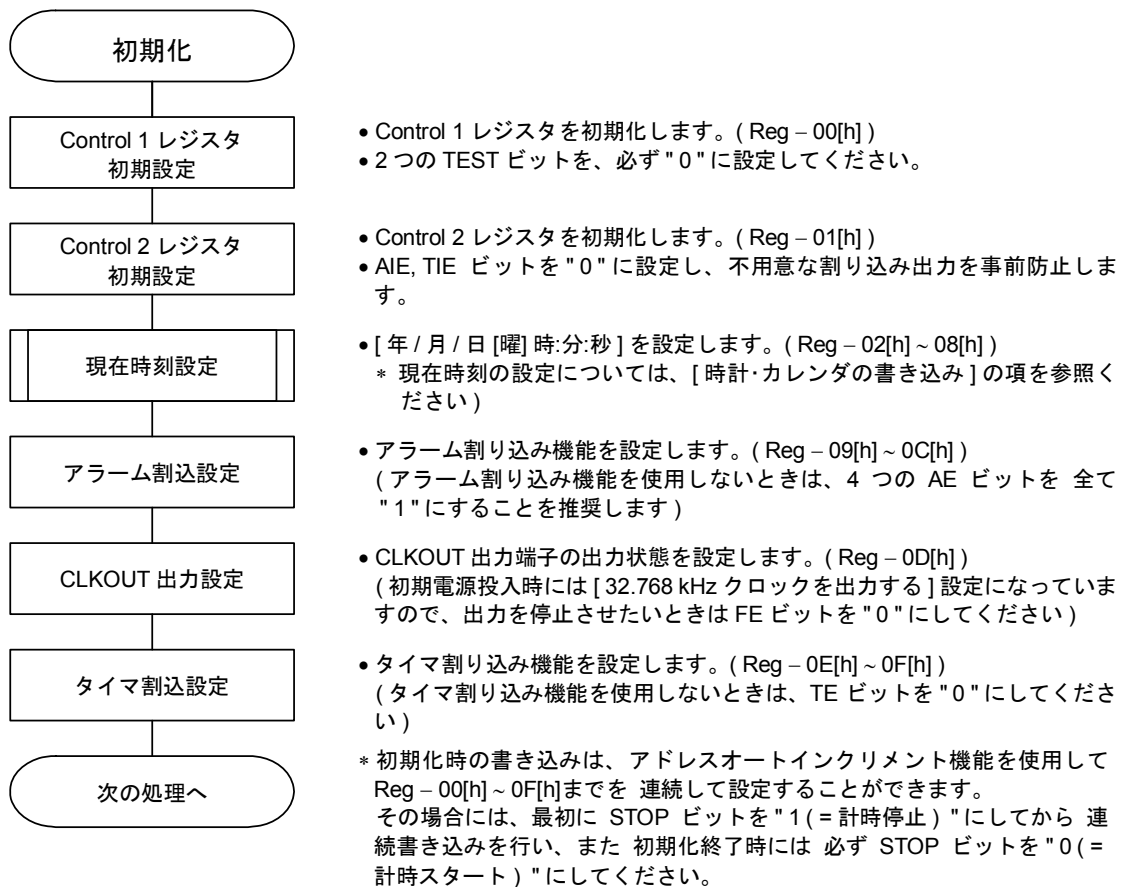 初期化
Control 1 レジスタ
初期設定
• Control 1 レジスタを初期化します。( Reg – 00[h] )
• 2 つの TEST ビットを、必ず " 0 " に設定してください。
Control 2 レジスタ
初期設定
• Control 2 レジスタを初期化します。( Reg – 01[h] )
• AIE, TIE ビットを " 0 " に設定し、不用意な割り込み出力を事前防止しま
す。
現在時刻設定
• [ 年 / 月 / 日 [曜] 時:分:秒 ] を設定します。( Reg – 02[h] ~ 08[h] )
* 現在時刻の設定については、[ 時計･カレンダの書き込み ] の項を参照く
ださい )
アラーム割込設定
• アラーム割り込み機能を設定します。( Reg – 09[h] ~ 0C[h] )
( アラーム割り込み機能を使用しないときは、4 つの AE ビットを 全て
" 1 " にすることを推奨します )
CLKOUT 出力設定
• CLKOUT 出力端子の出力状態を設定します。( Reg – 0D[h] )
( 初期電源投入時には [ 32.768 kHz クロックを出力する ] 設定になっていま
すので、出力を停止させたいときは FE ビットを " 0 " にしてください )
タイマ割込設定
• タイマ割り込み機能を設定します。( Reg – 0E[h] ~ 0F[h] )
( タイマ割り込み機能を使用しないときは、TE ビットを " 0 " にしてくださ
い )
次の処理へ
* 初期化時の書き込みは、アドレスオートインクリメント機能を使用して
Reg – 00[h] ~ 0F[h]までを 連続して設定することができます。
その場合には、最初に STOP ビットを " 1 ( = 計時停止 ) " にしてから 連
続書き込みを行い、また 初期化終了時には 必ず STOP ビットを " 0 ( =
計時スタート ) " にしてください。